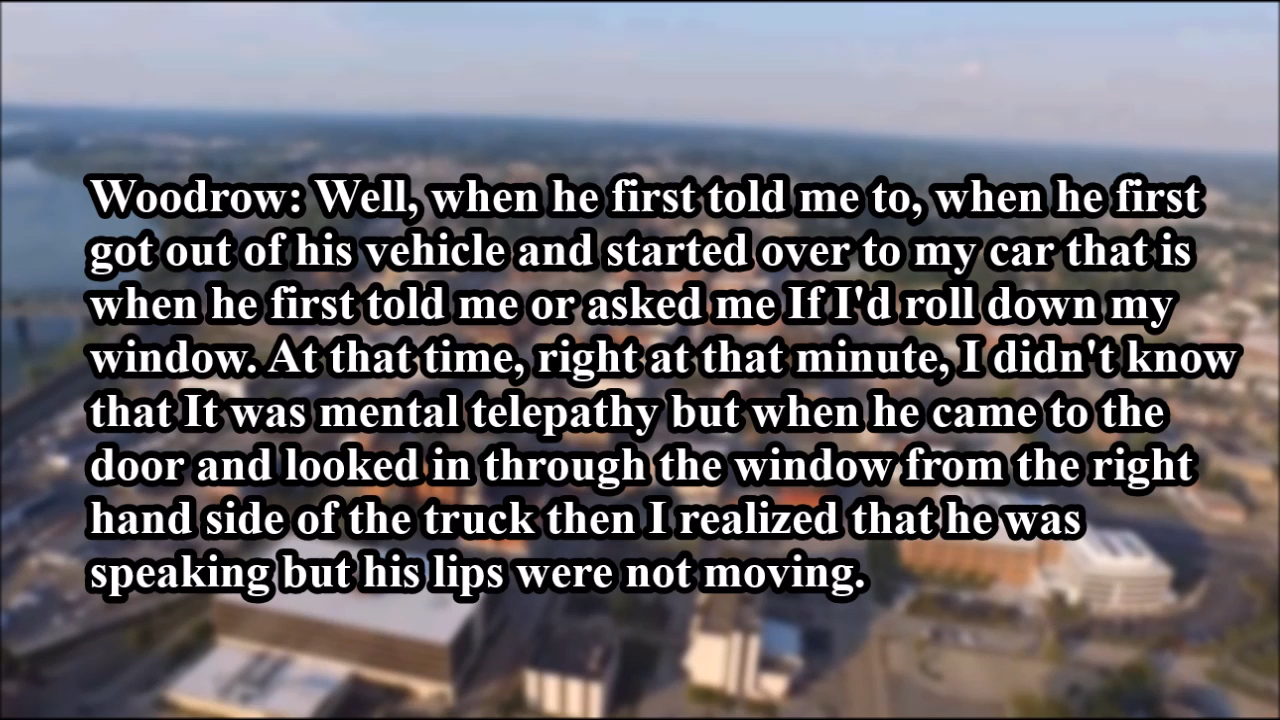 Woodrow: Well, when he first told me to, when he first
got out of his vehicle and started over to my car that is
when he first told me or asked me If I'd roll down my
window. At that time, right at that minute, I didn't know
that It was mental telepathy but when he came to the
door and looked in through the window from the right
hand side of the truck then I realized that he was
speaking but his lips were not moving.